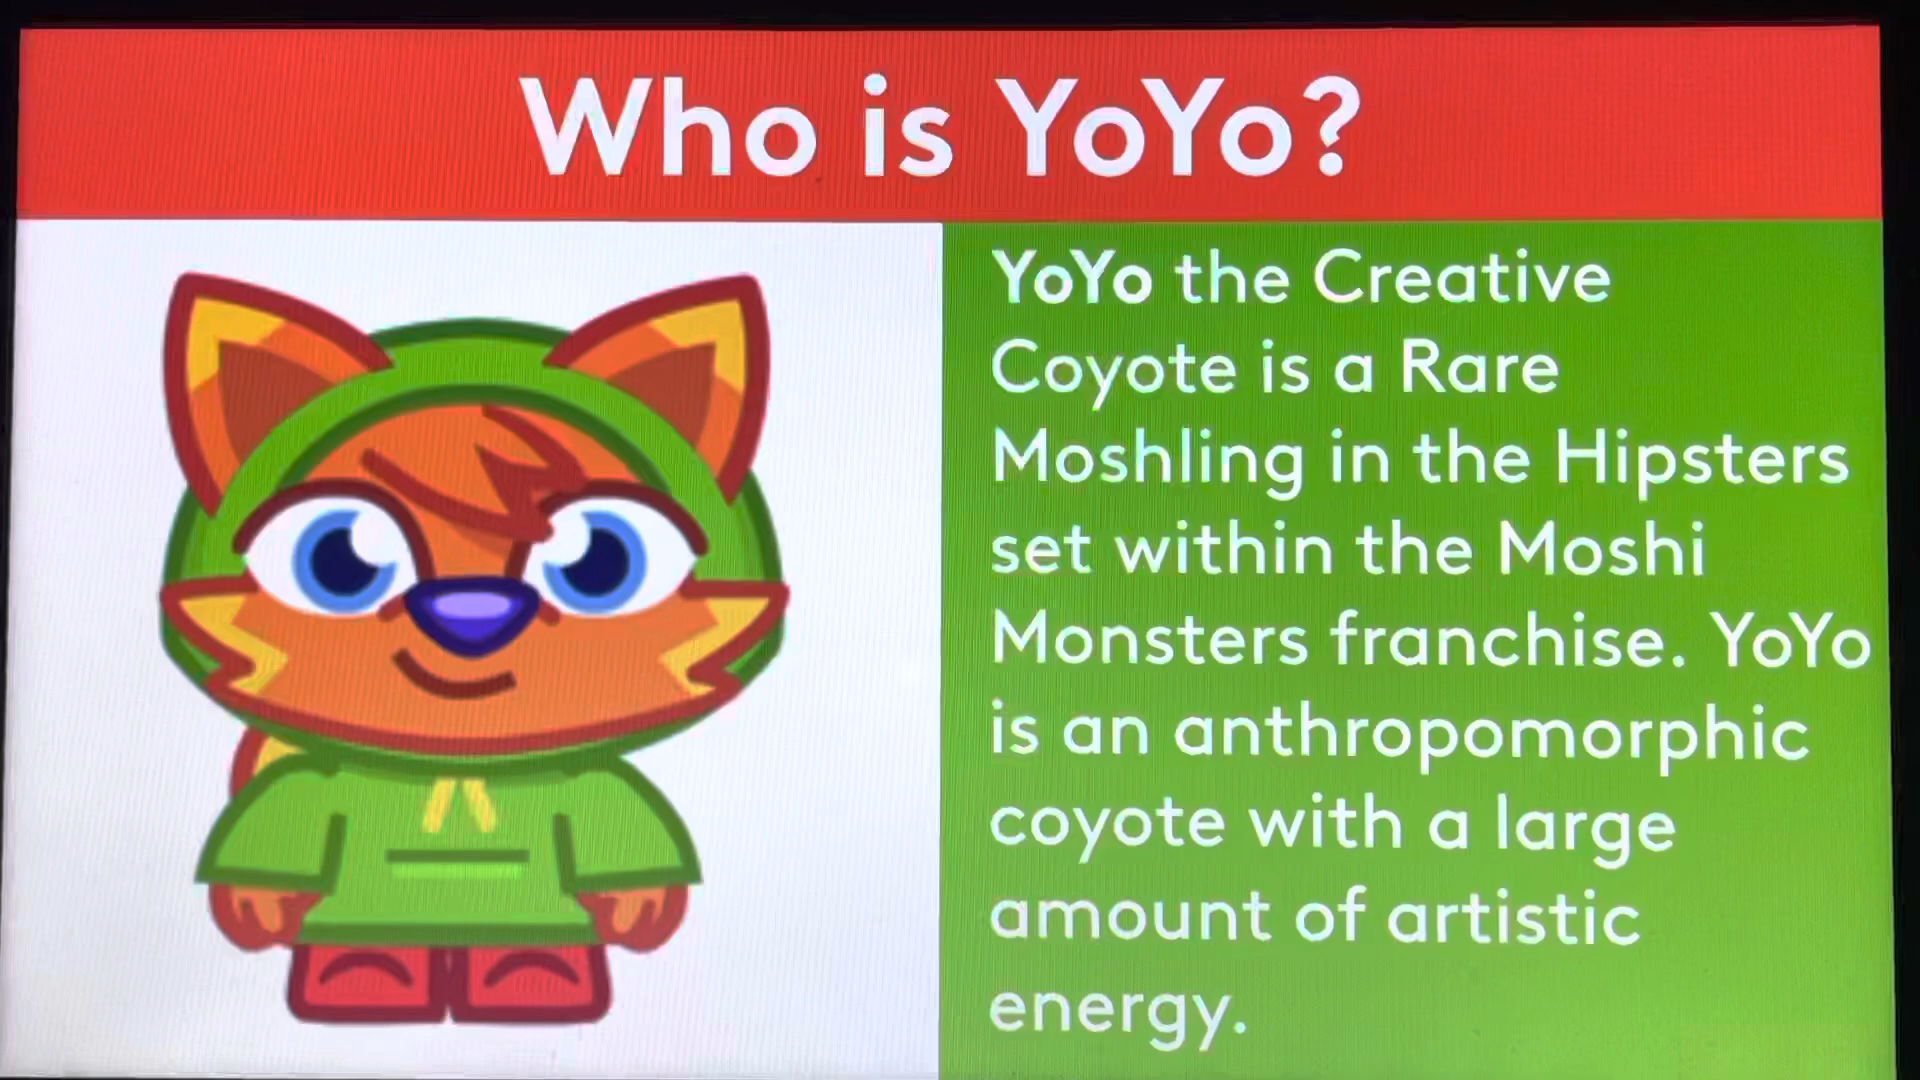 Who is YoYo?
YoYo the Creative
Coyote is a Rare
Moshling in the Hipsters
set within the Moshi
Monsters franchise. YoYo
is an anthropomorphic
coyote with a large
amount of artistic
energy.